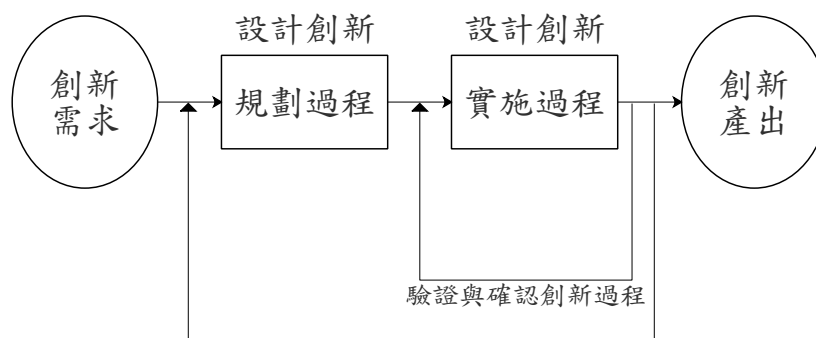 設計創新
設計創新
創新
需求
規劃過程
實施過程
創新
產出
驗證與確認創新過程